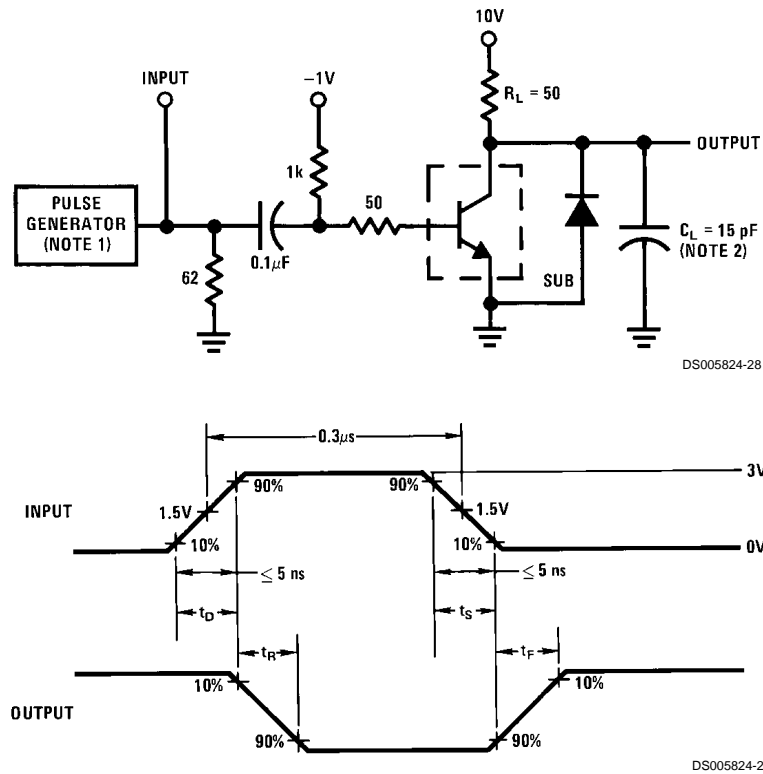 10V
INPUT
–1V
R_L = 50
OUTPUT
1k
50
PULSE
GENERATOR
(NOTE 1)
0.1μF
C_L = 15 pF
(NOTE 2)
62
SUB
DS005824-28
0.3μs
3V
90%
90%
INPUT
1.5V
1.5V
10%
10%
0V
≤ 5 ns
≤ 5 ns
t_D
t_S
t_R
t_F
10%
10%
OUTPUT
90%
90%
DS005824-2